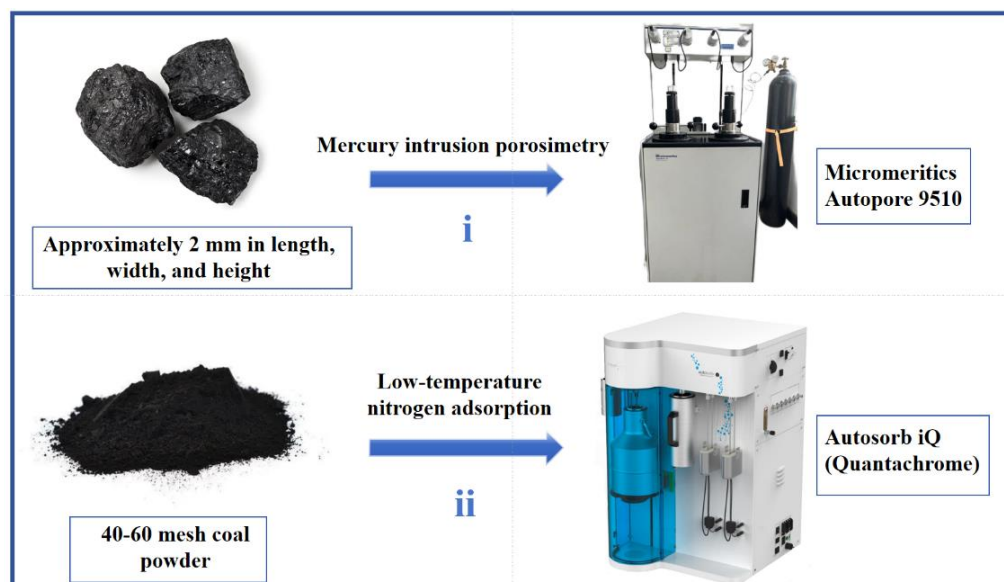 Mercury intrusion porosimetry
i
Approximately 2 mm in length,
width, and height
Micromeritics
Autopore 9510
Low-temperature
nitrogen adsorption
ii
40-60 mesh coal
powder
Autosorb iQ
(Quantachrome)